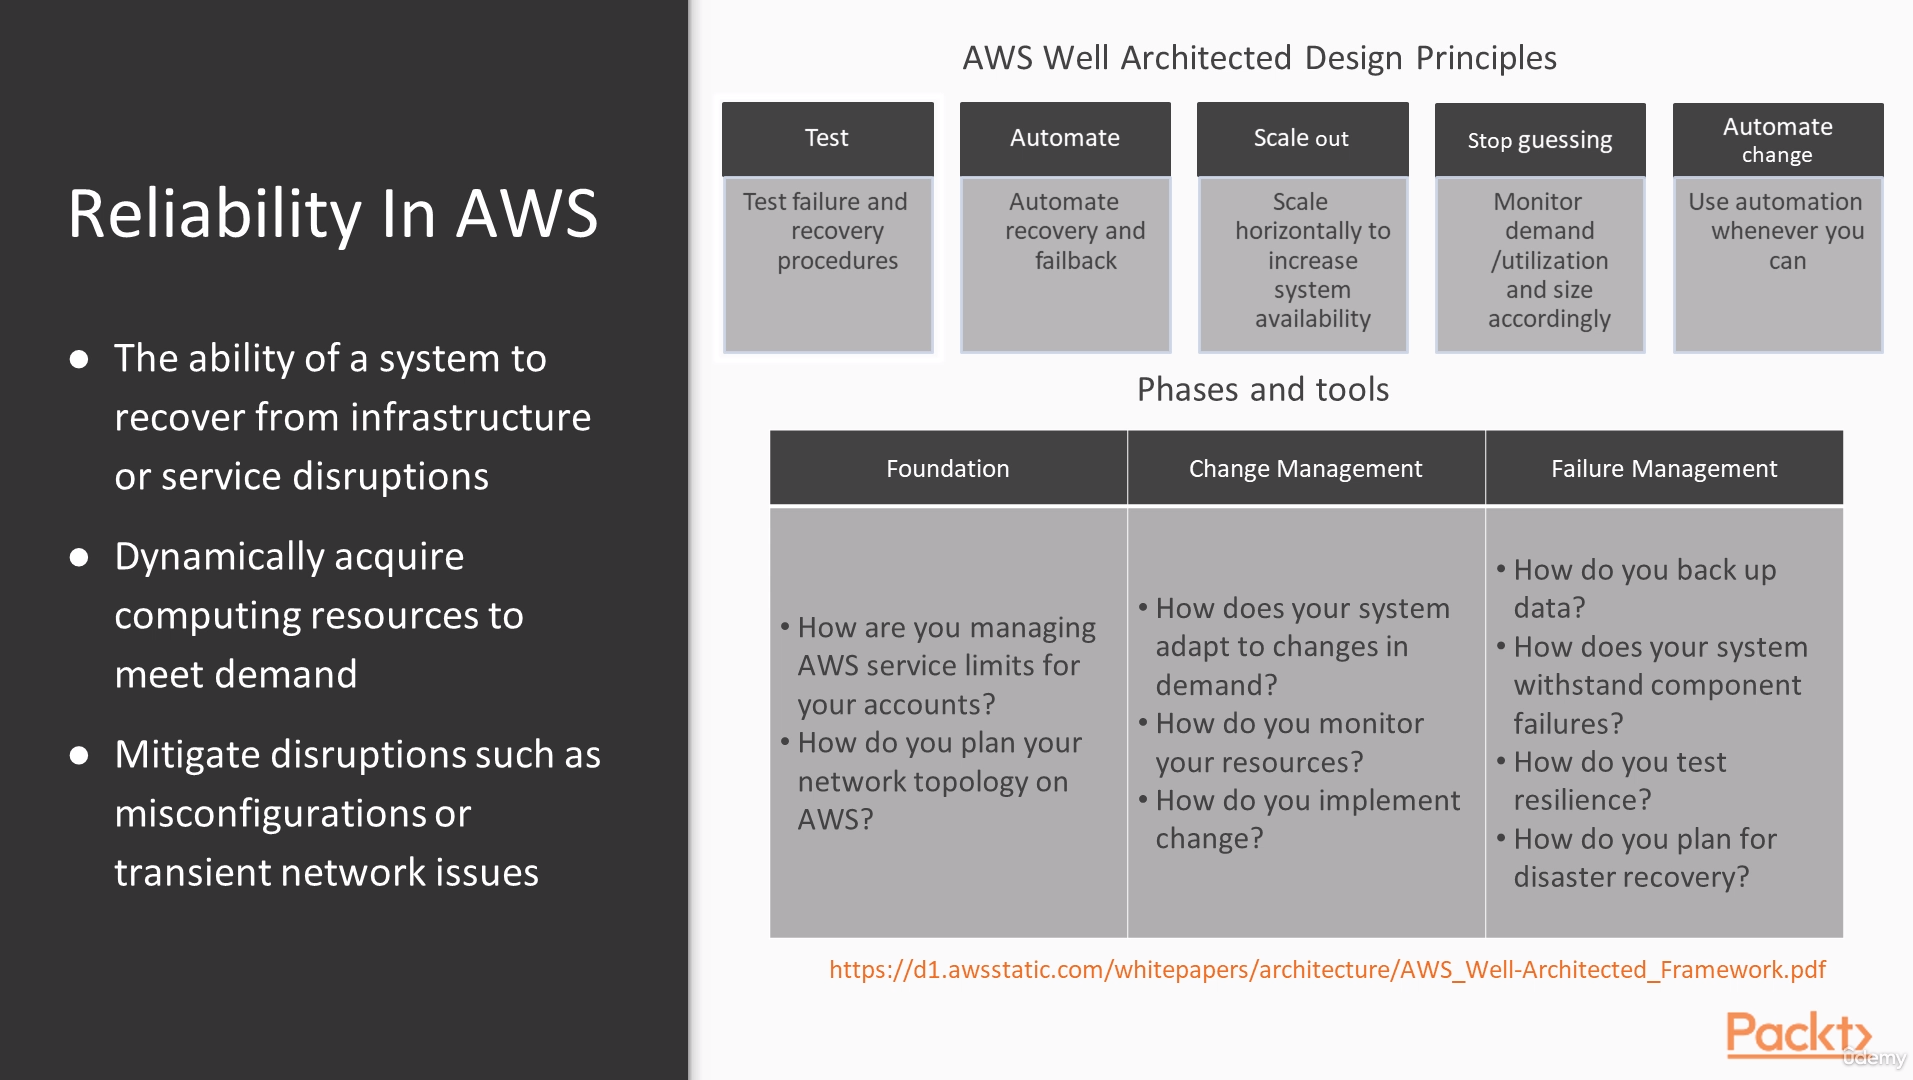 Reliability In AWS
● The ability of a system to
recover from infrastructure
or service disruptions
● Dynamically acquire
computing resources to
meet demand
● Mitigate disruptions such as
misconfigurations or
transient network issues
AWS Well Architected Design Principles
Test
Test failure and
recovery
procedures
Automate
Automate
recovery and
failback
Scale out
Scale
horizontally to
increase
system
availability
Stop guessing
Monitor
demand
/utilization
and size
accordingly
Automate
change
Use automation
whenever you
can
Phases and tools
Foundation
• How are you managing
AWS service limits for
your accounts?
• How do you plan your
network topology on
AWS?
Change Management
• How does your system
adapt to changes in
demand?
• How do you monitor
your resources?
• How do you implement
change?
Failure Management
• How do you back up
data?
• How does your system
withstand component
failures?
• How do you test
resilience?
• How do you plan for
disaster recovery?
https://d1.awsstatic.com/whitepapers/architecture/AWS_Well-Architected_Framework.pdf
Packt>
ûdemy